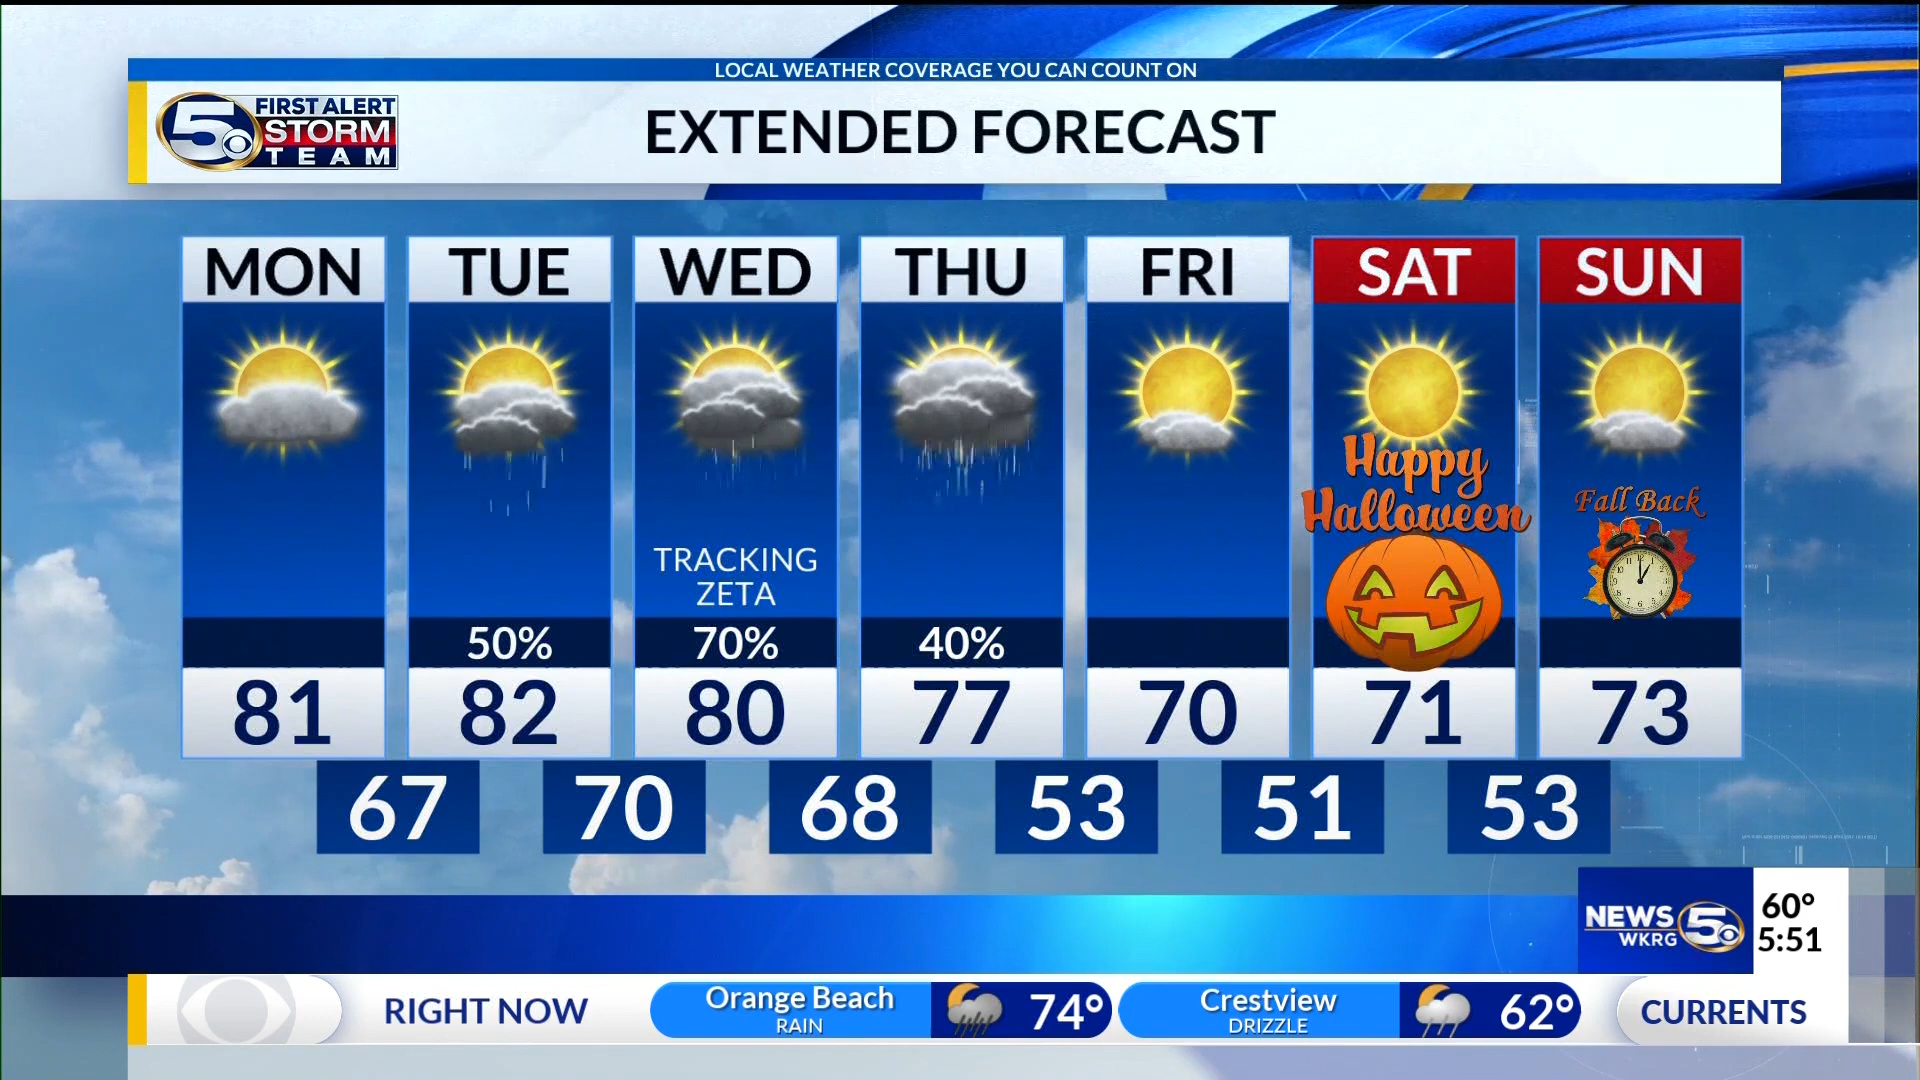 LOCAL WEATHER COVERAGE YOU CAN COUNT ON
5
FIRST ALERT
STORM
TEAM
EXTENDED FORECAST
MON TUE WED THU FRI SAT SUN
Happy
Halloween
Fall Back
TRACKING
ZETA
50% 70% 40%
81 82 80 77 70 71 73
67 70 68 53 51 53
NEWS 5
WKRG
60°
5:51
RIGHT NOW
Orange Beach
RAIN
74°
Crestview
DRIZZLE
62°
CURRENTS